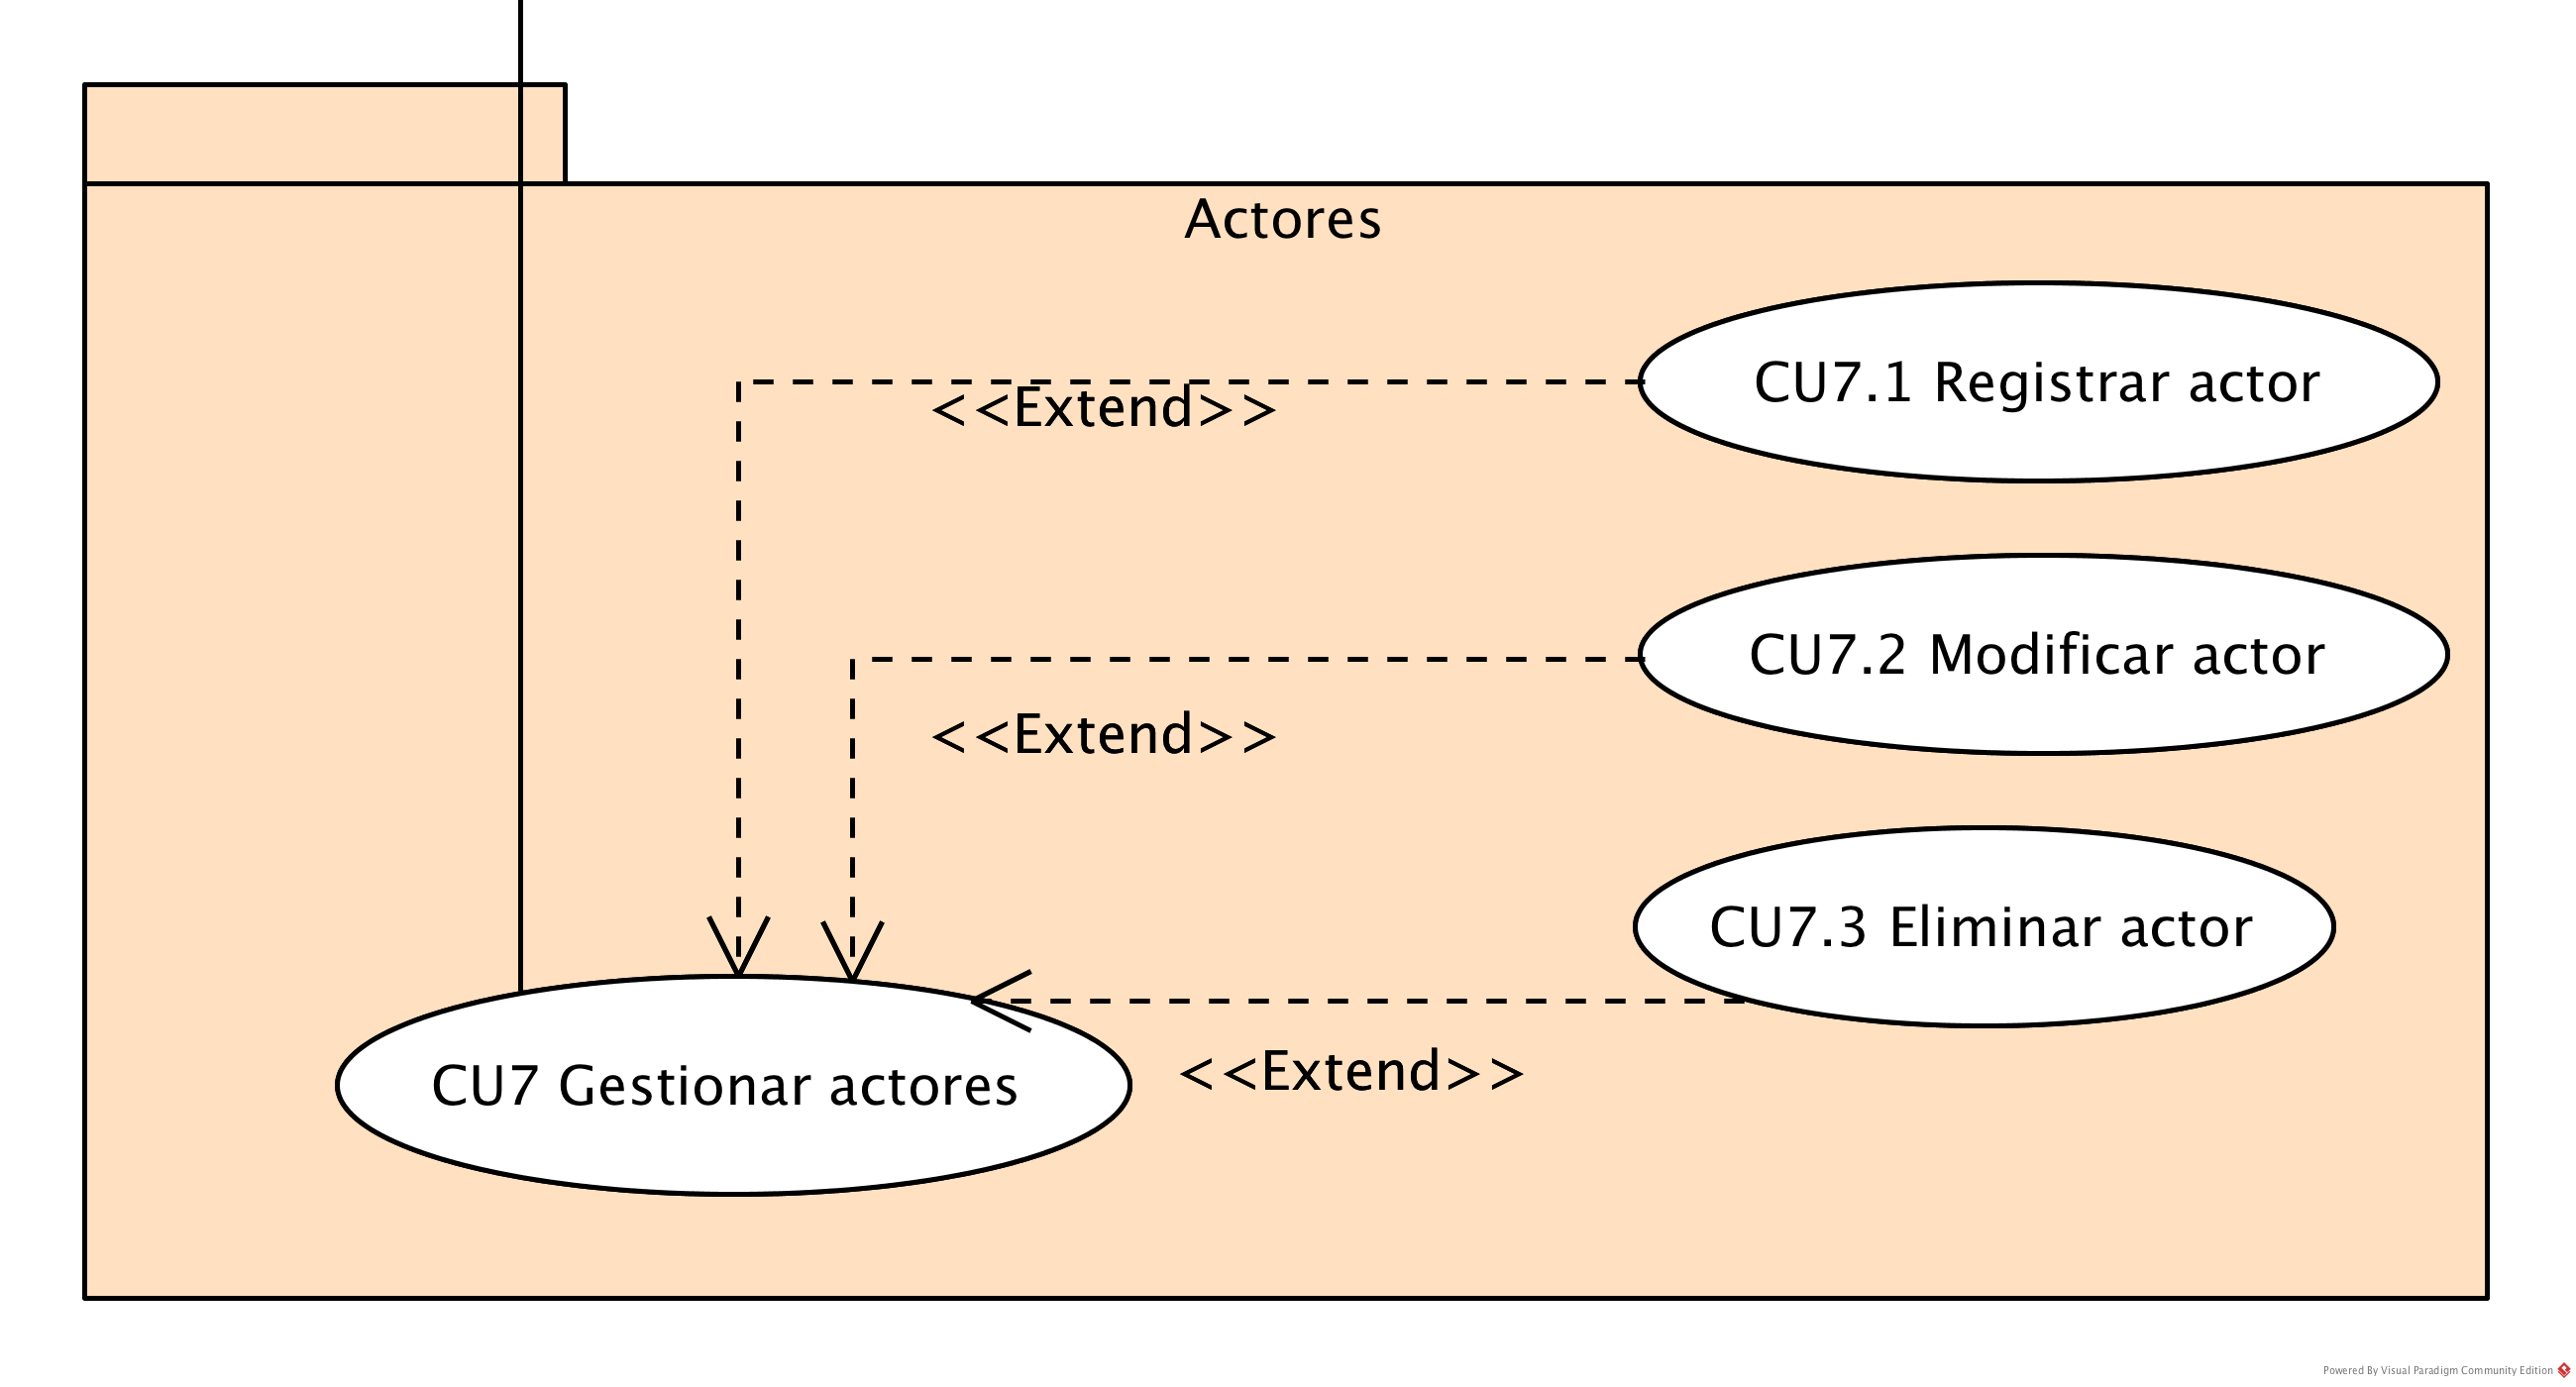 Actores
CU7.1 Registrar actor
<<Extend>>
CU7.2 Modificar actor
<<Extend>>
CU7.3 Eliminar actor
<<Extend>>
CU7 Gestionar actores
Powered By Visual Paradigm Community Edition